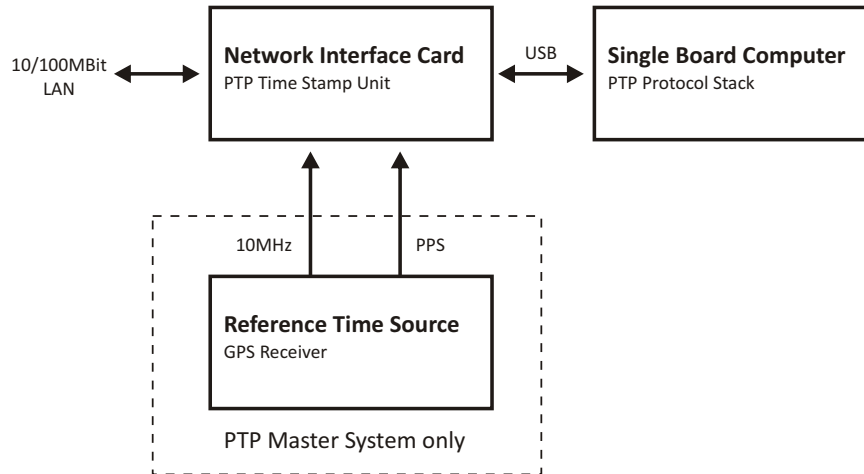 Network Interface Card
PTP Time Stamp Unit
10/100MBit
LAN
USB
Single Board Computer
PTP Protocol Stack
10MHz
PPS
Reference Time Source
GPS Receiver
PTP Master System only